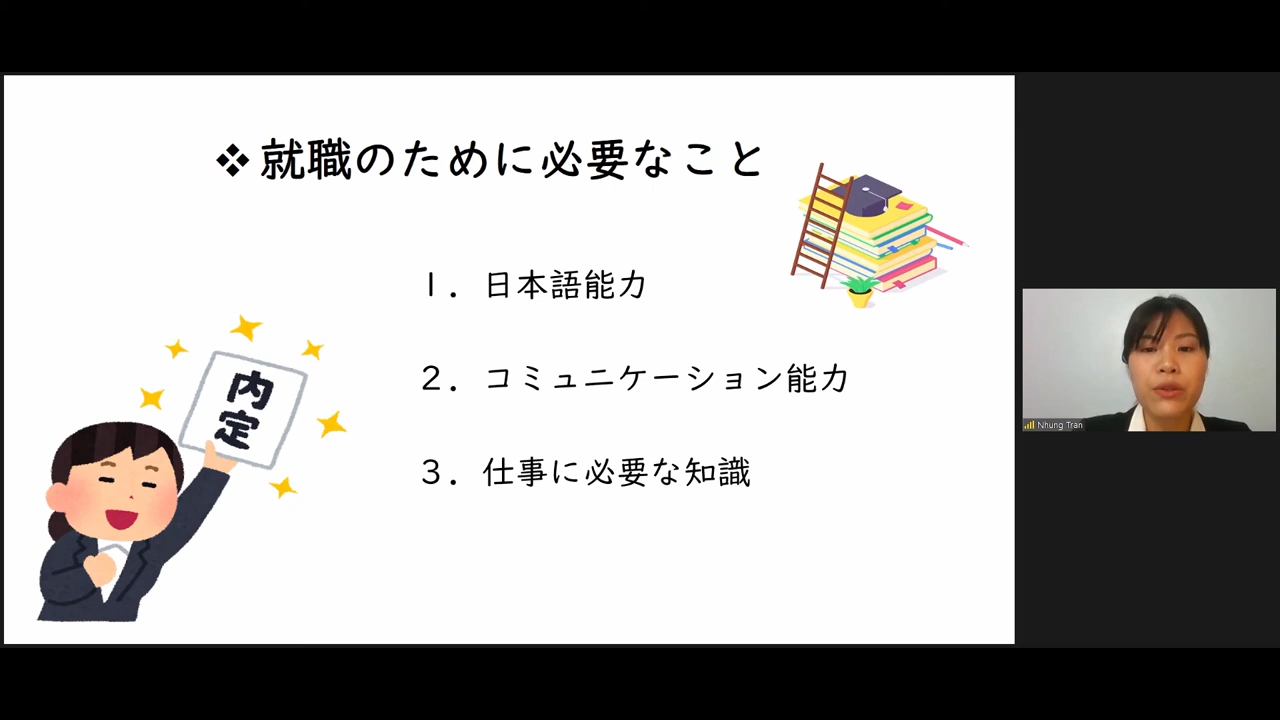 ❖就職のために必要なこと
1．日本語能力
2．コミュニケーション能力
3．仕事に必要な知識
内定
Nhung Tran